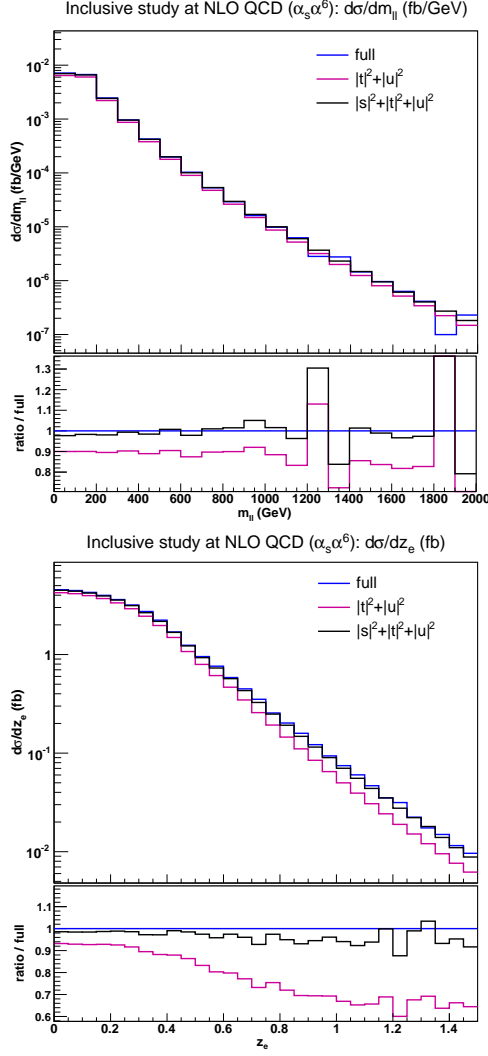 Inclusive study at NLO QCD (αₛα⁶): dσ/dmₗₗ (fb/GeV)
dσ/dmₗₗ (fb/GeV)
full
|t|²+|u|²
|s|²+|t|²+|u|²
10⁻²
10⁻³
10⁻⁴
10⁻⁵
10⁻⁶
10⁻⁷
ratio / full
1.3
1.2
1.1
1
0.9
0.8
0 200 400 600 800 1000 1200 1400 1600 1800 2000
mₗₗ (GeV)
Inclusive study at NLO QCD (αₛα⁶): dσ/dzₑ (fb)
dσ/dzₑ (fb)
full
|t|²+|u|²
|s|²+|t|²+|u|²
1
10⁻¹
10⁻²
ratio / full
1.1
1
0.9
0.8
0.7
0.6
0 0.2 0.4 0.6 0.8 1 1.2 1.4
zₑ